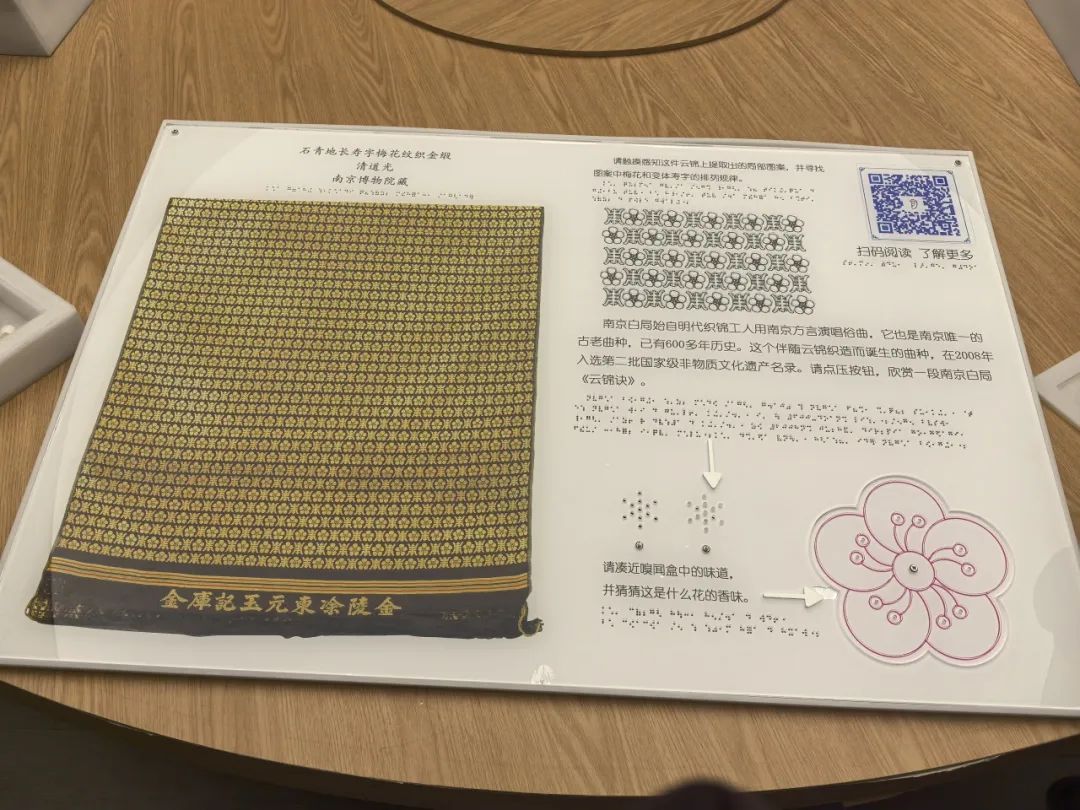 石青地长寿字梅花纹织金缎
清道光
南京博物院藏
请触摸感知这件云锦上提取出的局部图案，并寻找
图案中梅花和变体寿字的排列规律。
扫码阅读 了解更多
南京白局始自明代织锦工人用南京方言演唱俗曲，它也是南京唯一的
古老曲种，已有600多年历史。这个伴随云锦织造而诞生的曲种，在2008年
入选第二批国家级非物质文化遗产名录。请点压按钮，欣赏一段南京白局
《云锦诀》。
请凑近嗅闻盒中的味道，
并猜猜这是什么花的香味。
金庫記玉元東凃陵金